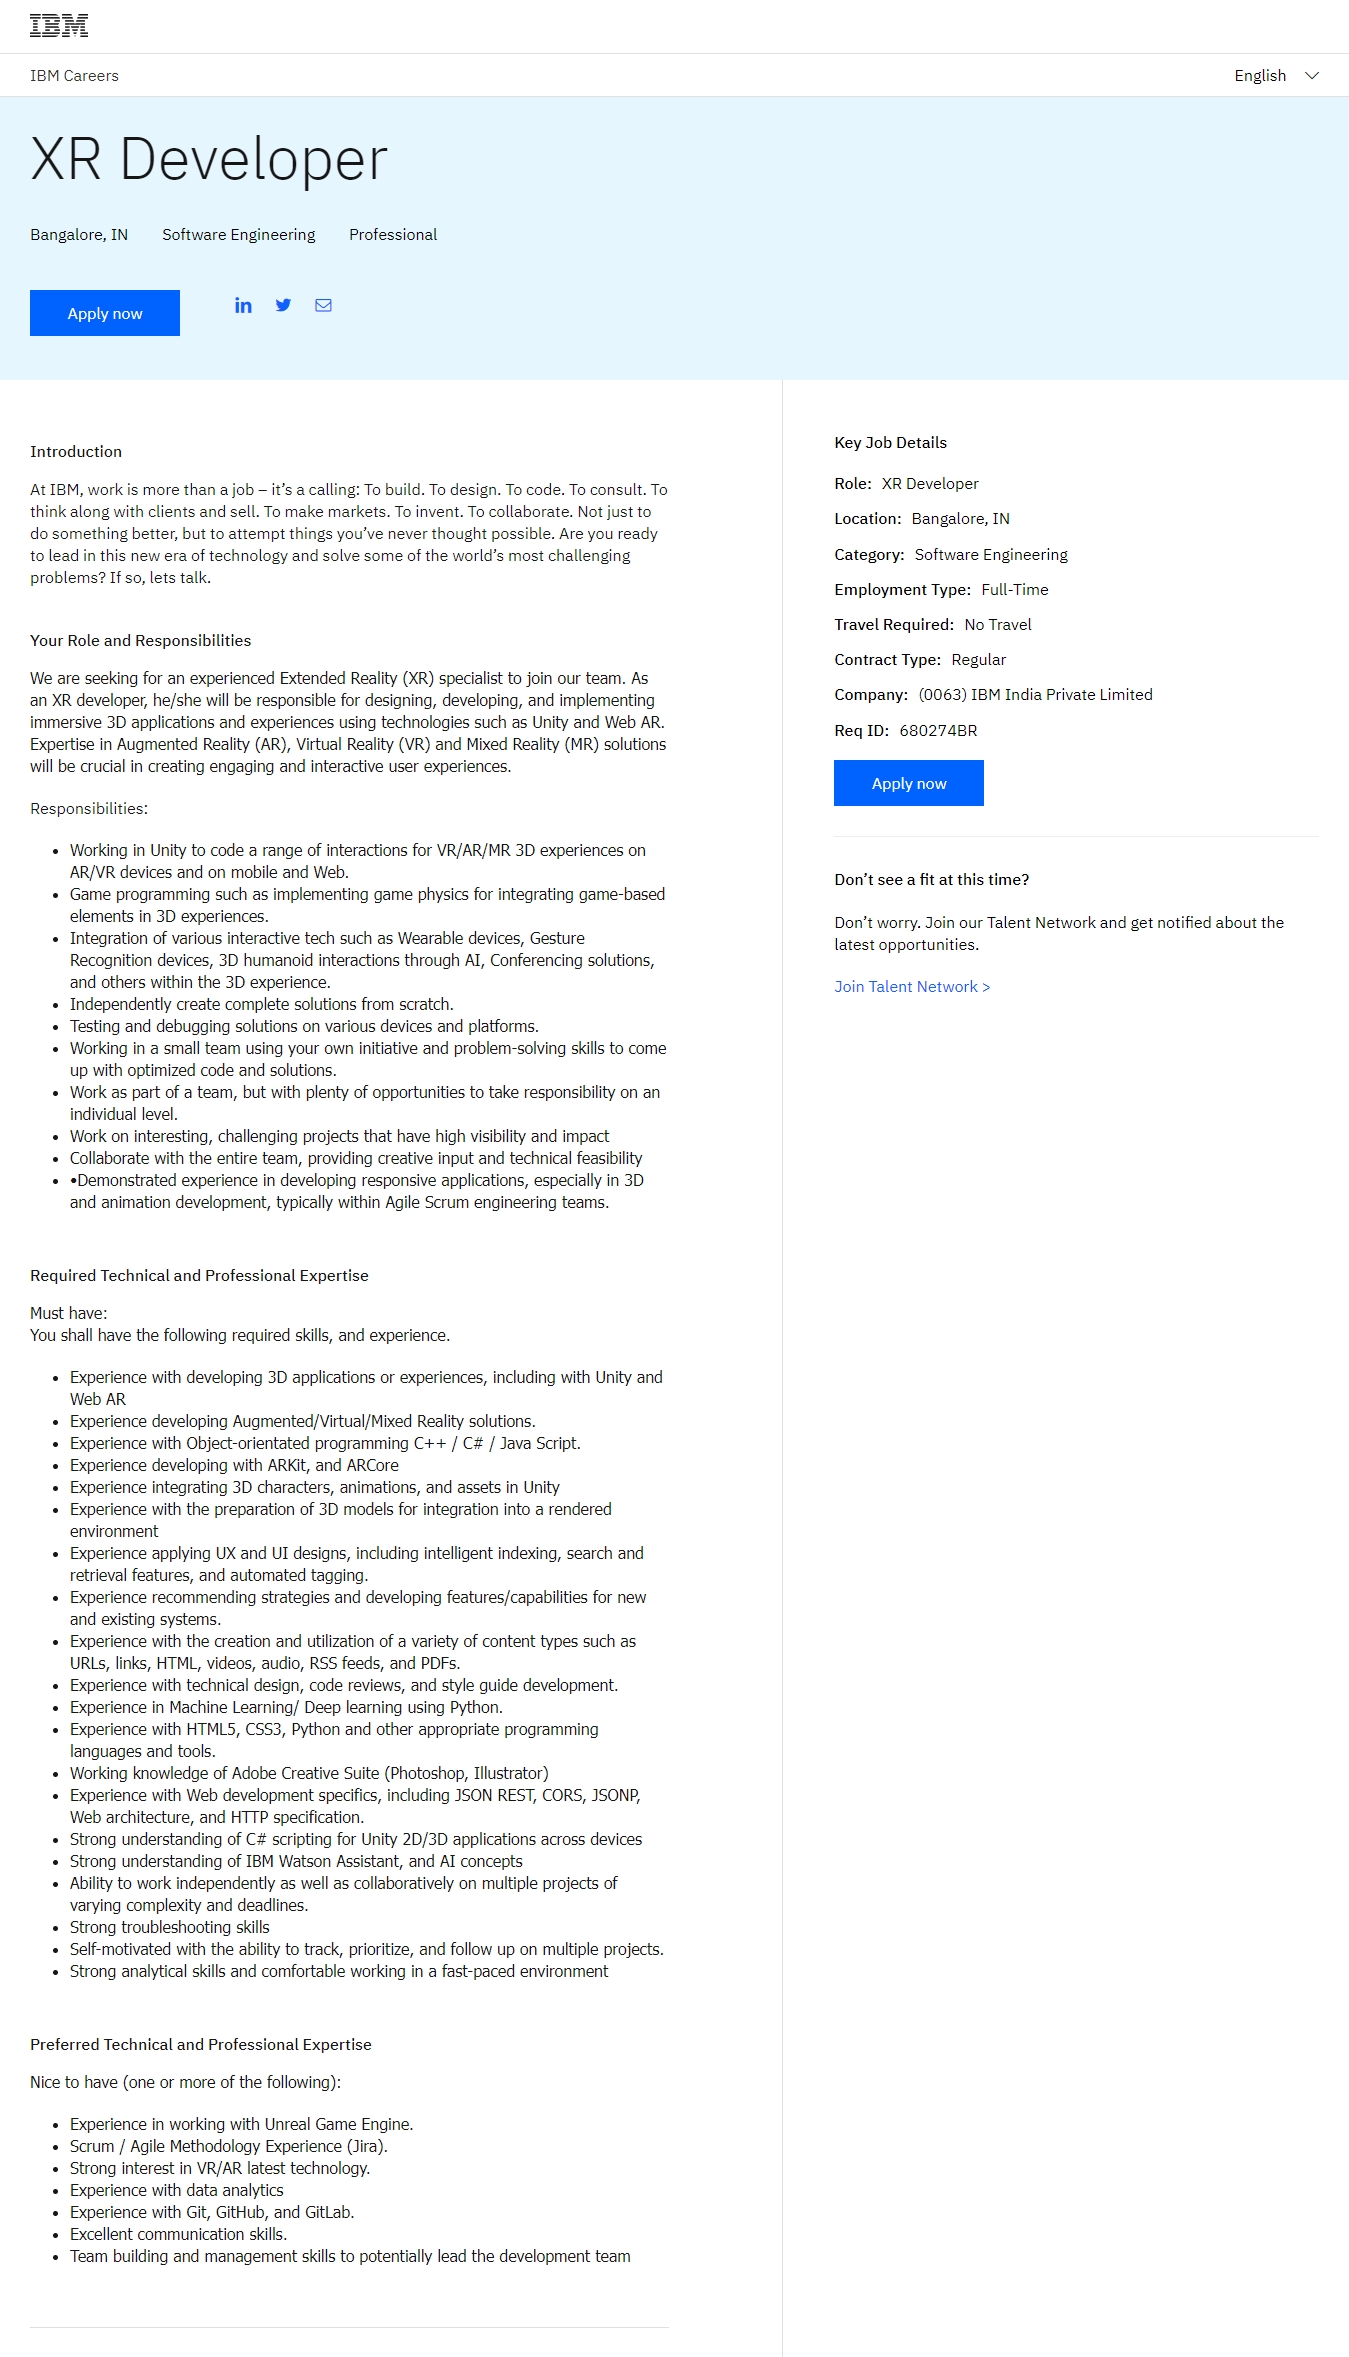 IBM
IBM Careers
English
XR Developer
Bangalore, IN Software Engineering Professional
Apply now
in
Introduction
At IBM, work is more than a job – it’s a calling: To build. To design. To code. To consult. To
think along with clients and sell. To make markets. To invent. To collaborate. Not just to
do something better, but to attempt things you’ve never thought possible. Are you ready
to lead in this new era of technology and solve some of the world’s most challenging
problems? If so, lets talk.
Your Role and Responsibilities
We are seeking for an experienced Extended Reality (XR) specialist to join our team. As
an XR developer, he/she will be responsible for designing, developing, and implementing
immersive 3D applications and experiences using technologies such as Unity and Web AR.
Expertise in Augmented Reality (AR), Virtual Reality (VR) and Mixed Reality (MR) solutions
will be crucial in creating engaging and interactive user experiences.
Responsibilities:
• Working in Unity to code a range of interactions for VR/AR/MR 3D experiences on
AR/VR devices and on mobile and Web.
• Game programming such as implementing game physics for integrating game-based
elements in 3D experiences.
• Integration of various interactive tech such as Wearable devices, Gesture
Recognition devices, 3D humanoid interactions through AI, Conferencing solutions,
and others within the 3D experience.
• Independently create complete solutions from scratch.
• Testing and debugging solutions on various devices and platforms.
• Working in a small team using your own initiative and problem-solving skills to come
up with optimized code and solutions.
• Work as part of a team, but with plenty of opportunities to take responsibility on an
individual level.
• Work on interesting, challenging projects that have high visibility and impact
• Collaborate with the entire team, providing creative input and technical feasibility
• •Demonstrated experience in developing responsive applications, especially in 3D
and animation development, typically within Agile Scrum engineering teams.
Required Technical and Professional Expertise
Must have:
You shall have the following required skills, and experience.
• Experience with developing 3D applications or experiences, including with Unity and
Web AR
• Experience developing Augmented/Virtual/Mixed Reality solutions.
• Experience with Object-orientated programming C++ / C# / Java Script.
• Experience developing with ARKit, and ARCore
• Experience integrating 3D characters, animations, and assets in Unity
• Experience with the preparation of 3D models for integration into a rendered
environment
• Experience applying UX and UI designs, including intelligent indexing, search and
retrieval features, and automated tagging.
• Experience recommending strategies and developing features/capabilities for new
and existing systems.
• Experience with the creation and utilization of a variety of content types such as
URLs, links, HTML, videos, audio, RSS feeds, and PDFs.
• Experience with technical design, code reviews, and style guide development.
• Experience in Machine Learning/ Deep learning using Python.
• Experience with HTML5, CSS3, Python and other appropriate programming
languages and tools.
• Working knowledge of Adobe Creative Suite (Photoshop, Illustrator)
• Experience with Web development specifics, including JSON REST, CORS, JSONP,
Web architecture, and HTTP specification.
• Strong understanding of C# scripting for Unity 2D/3D applications across devices
• Strong understanding of IBM Watson Assistant, and AI concepts
• Ability to work independently as well as collaboratively on multiple projects of
varying complexity and deadlines.
• Strong troubleshooting skills
• Self-motivated with the ability to track, prioritize, and follow up on multiple projects.
• Strong analytical skills and comfortable working in a fast-paced environment
Preferred Technical and Professional Expertise
Nice to have (one or more of the following):
• Experience in working with Unreal Game Engine.
• Scrum / Agile Methodology Experience (Jira).
• Strong interest in VR/AR latest technology.
• Experience with data analytics
• Experience with Git, GitHub, and GitLab.
• Excellent communication skills.
• Team building and management skills to potentially lead the development team
Key Job Details
Role: XR Developer
Location: Bangalore, IN
Category: Software Engineering
Employment Type: Full-Time
Travel Required: No Travel
Contract Type: Regular
Company: (0063) IBM India Private Limited
Req ID: 680274BR
Apply now
Don’t see a fit at this time?
Don’t worry. Join our Talent Network and get notified about the
latest opportunities.
Join Talent Network >